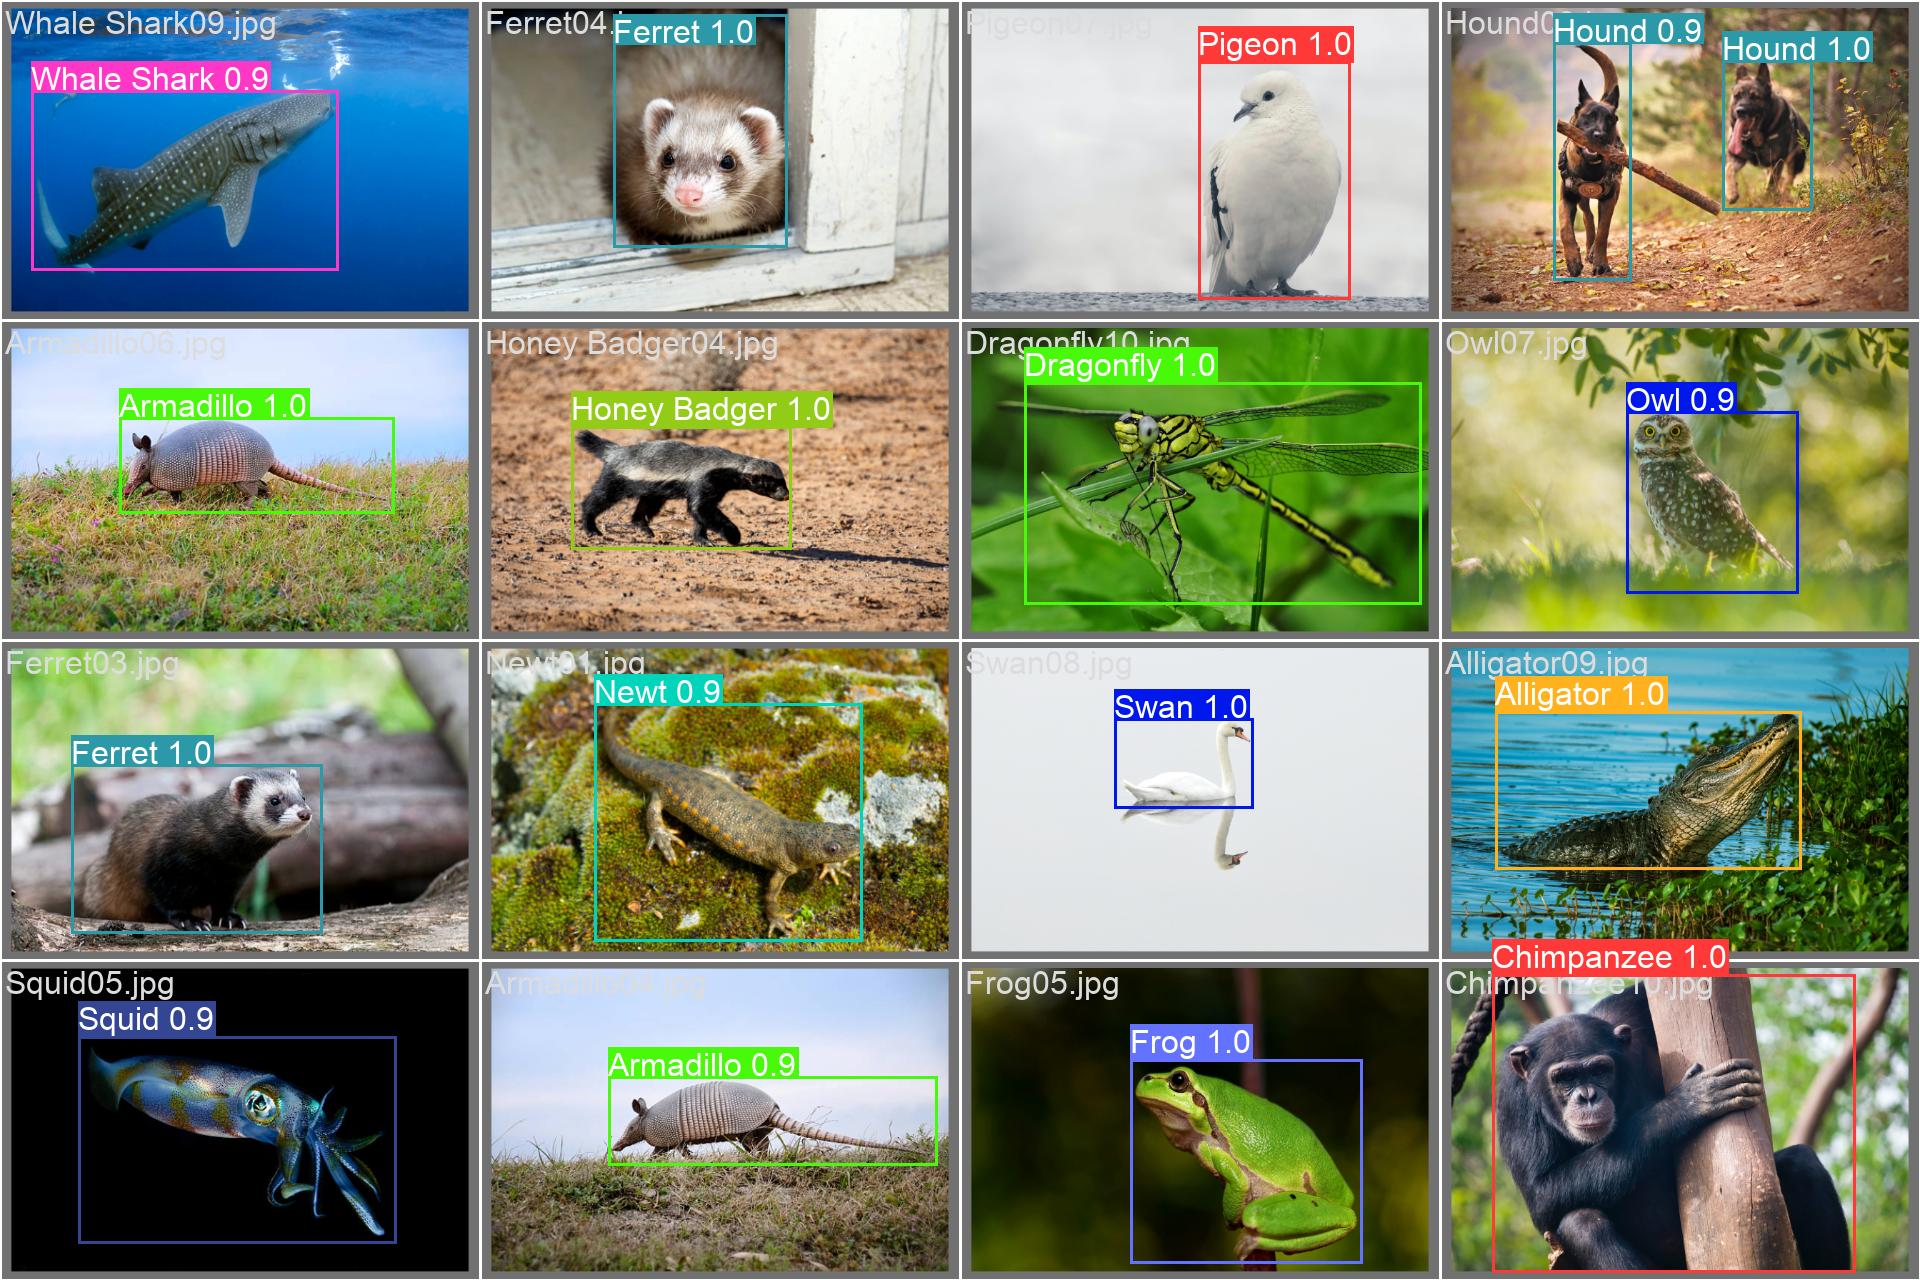 Whale Shark09.jpg
Whale Shark 0.9
Ferret04.
Ferret 1.0
Pigeon07.jpg
Pigeon 1.0
Hound 0.9
Hound 1.0
Armadillo06.jpg
Armadillo 1.0
Honey Badger04.jpg
Honey Badger 1.0
Dragonfly10.jpg
Dragonfly 1.0
Owl07.jpg
Owl 0.9
Ferret03.jpg
Ferret 1.0
Newt01.jpg
Newt 0.9
Swan08.jpg
Swan 1.0
Alligator09.jpg
Alligator 1.0
Squid05.jpg
Squid 0.9
Armadillo04.jpg
Armadillo 0.9
Frog05.jpg
Frog 1.0
Chimpanzee 1.0
Chimpanzee10.jpg